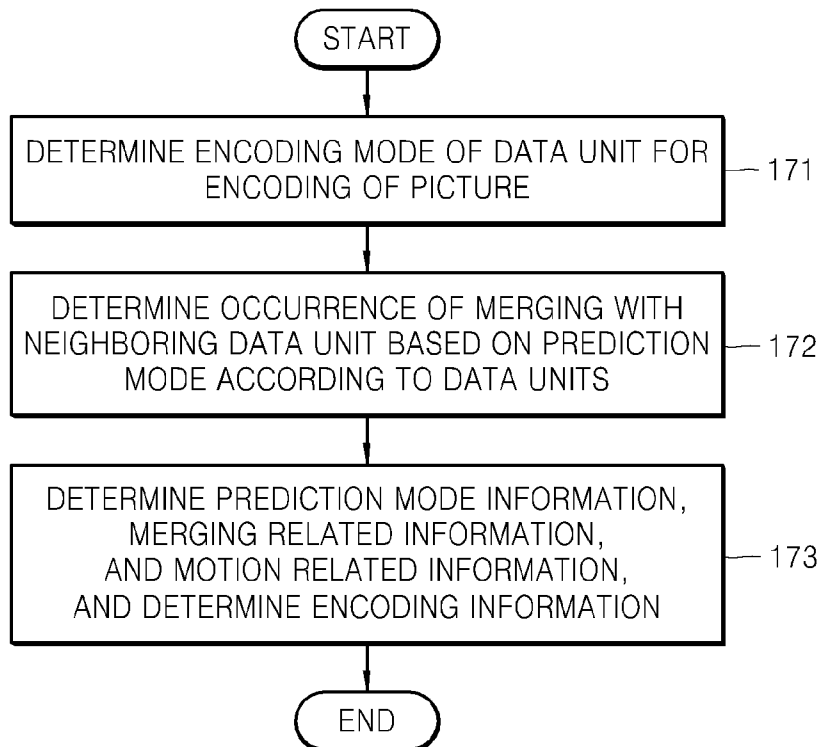 START
DETERMINE ENCODING MODE OF DATA UNIT FOR
ENCODING OF PICTURE
171
DETERMINE OCCURRENCE OF MERGING WITH
NEIGHBORING DATA UNIT BASED ON PREDICTION
MODE ACCORDING TO DATA UNITS
172
DETERMINE PREDICTION MODE INFORMATION,
MERGING RELATED INFORMATION,
AND MOTION RELATED INFORMATION,
AND DETERMINE ENCODING INFORMATION
173
END